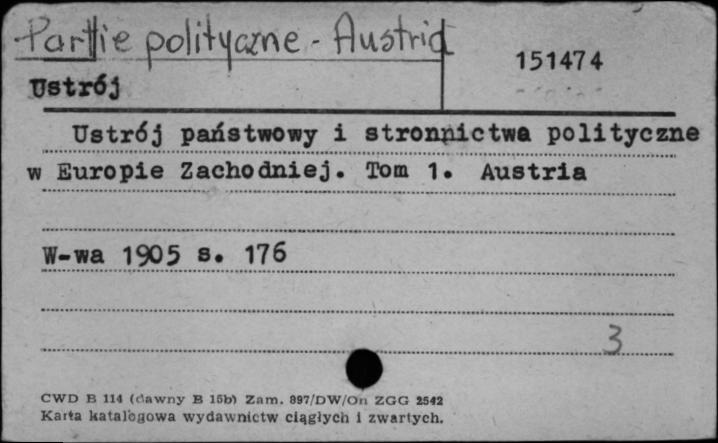 Partie polityczne - Austria
151474
Ustrój
Ustrój państwowy i stronnictwa polityczne
w Europie Zachodniej. Tom 1. Austria
W-wa 1905 s. 176
3
CWD B 114 (dawny B 15b) Zam. 897/DW/On ZGG 2542
Karta katalogowa wydawnictw ciągłych i zwartych.